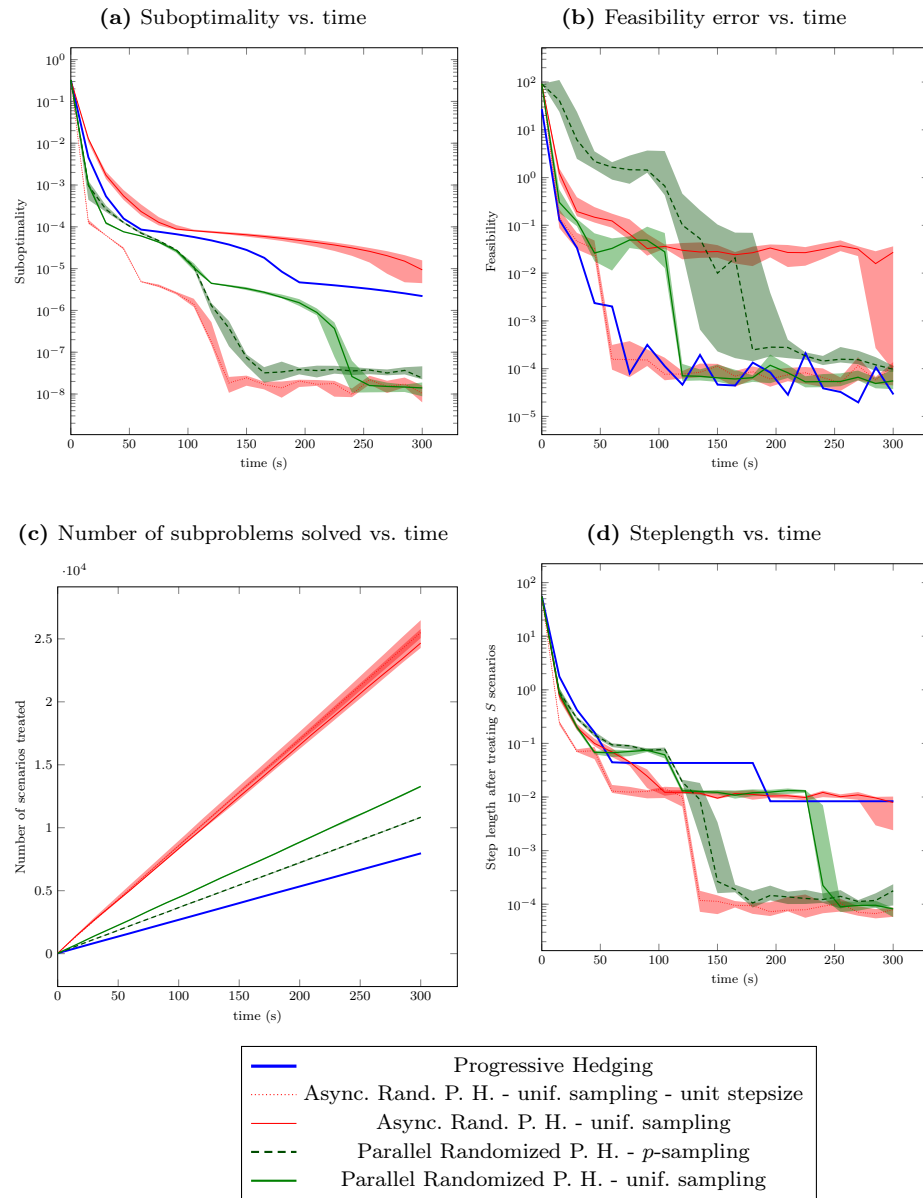 (a) Suboptimality vs. time
10^0
10^−1
10^−2
10^−3
10^−4
10^−5
10^−6
10^−7
10^−8
Suboptimality
0 50 100 150 200 250 300
time (s)
(b) Feasibility error vs. time
10^2
10^1
10^0
10^−1
10^−2
10^−3
10^−4
10^−5
Feasibility
0 50 100 150 200 250 300
time (s)
(c) Number of subproblems solved vs. time
·10^4
2.5
2
1.5
1
0.5
0
Number of scenarios treated
0 50 100 150 200 250 300
time (s)
(d) Steplength vs. time
10^2
10^1
10^0
10^−1
10^−2
10^−3
10^−4
Step length after treating S scenarios
0 50 100 150 200 250 300
time (s)
Progressive Hedging
Async. Rand. P. H. - unif. sampling - unit stepsize
Async. Rand. P. H. - unif. sampling
Parallel Randomized P. H. - p-sampling
Parallel Randomized P. H. - unif. sampling